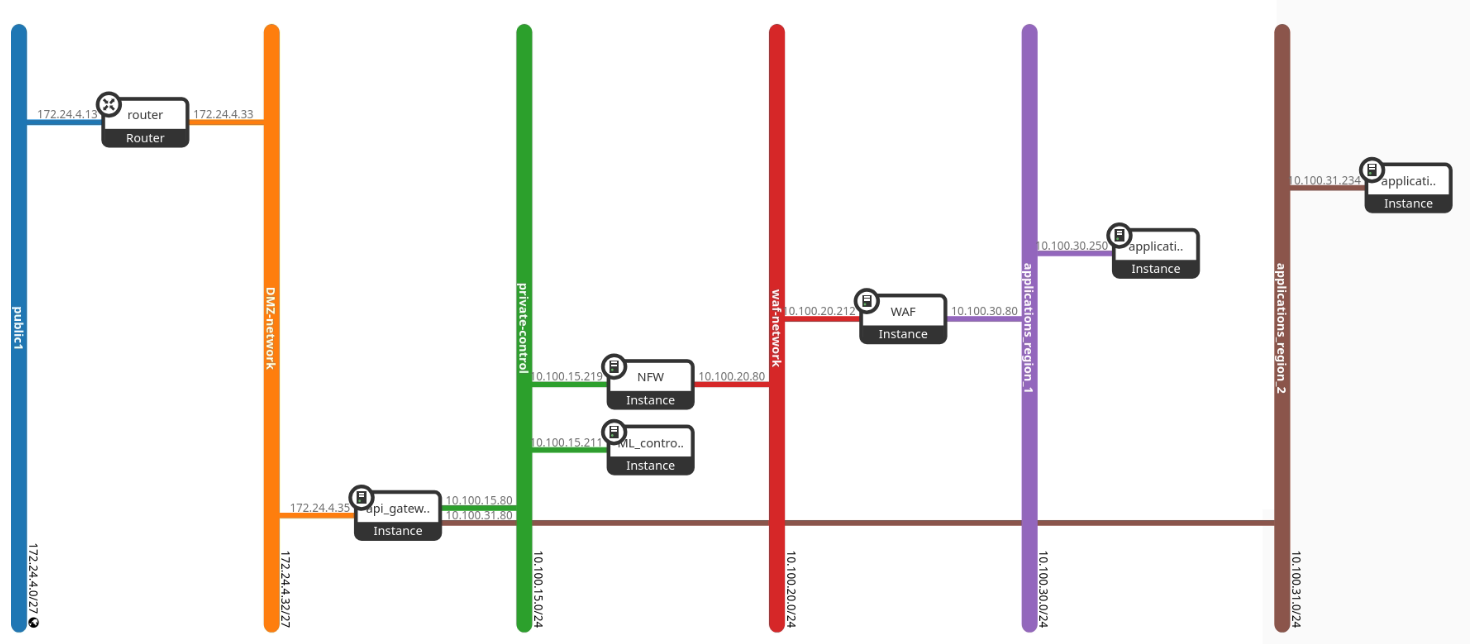 172.24.4.13
router
Router
172.24.4.33
10.100.31.234
applicati..
Instance
10.100.30.250
applicati..
Instance
public1
DMZ-network
private-control
waf-network
applications_region_1
applications_region_2
10.100.20.212
WAF
Instance
10.100.30.80
10.100.15.219
NFW
Instance
10.100.20.80
10.100.15.211
ML_contro..
Instance
172.24.4.35
api_gatew..
Instance
10.100.15.80
10.100.31.80
172.24.4.0/27
172.24.4.32/27
10.100.15.0/24
10.100.20.0/24
10.100.30.0/24
10.100.31.0/24